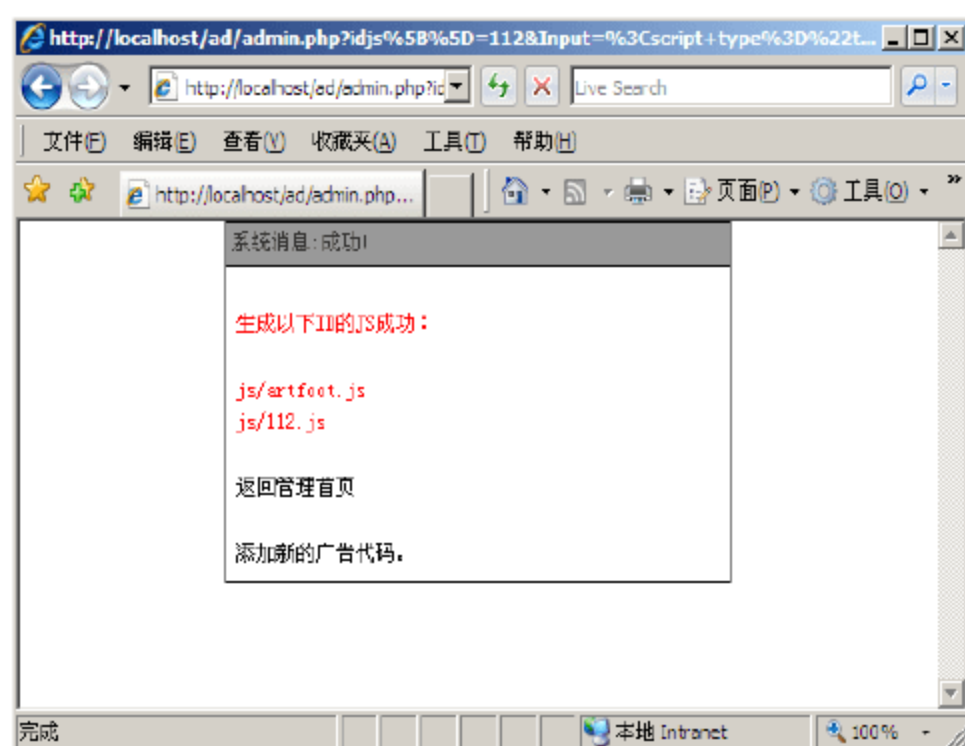 http://localhost/ad/admin.php?idjs%5B%5D=112&Input=%3Cscript+type%3D%22t...
http://localhost/ad/admin.php?id
Live Search
文件(F) 编辑(E) 查看(V) 收藏夹(A) 工具(T) 帮助(H)
http://localhost/ad/admin.php... 页面(P) 工具(O) »
系统消息:成功!
生成以下ID的JS成功：
js/artfoot.js
js/112.js
返回管理首页
添加新的广告代码。
完成 本地 Intranet 100%